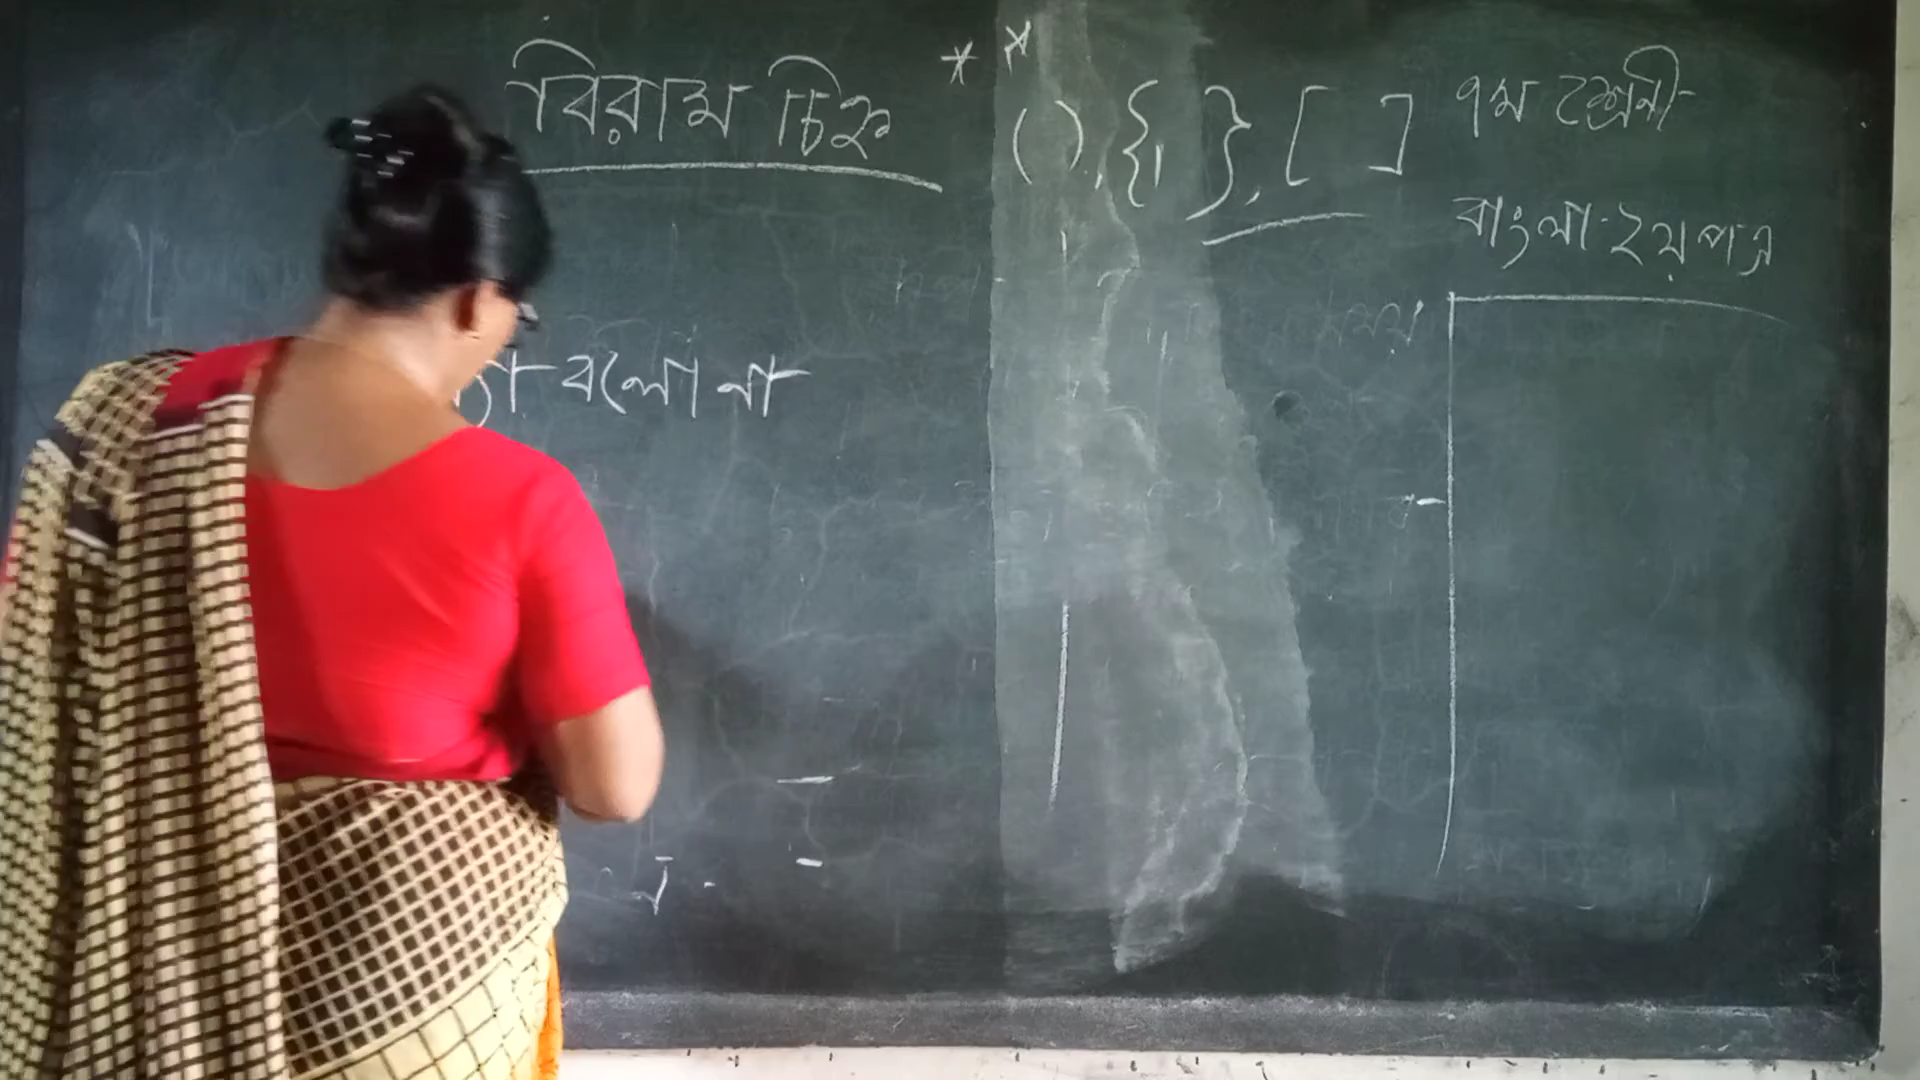 বিরাম চিহ্ন
* *
( ), { }, [ ]
৭ম শ্রেণী
বাংলা ২য় পত্র
বলো না